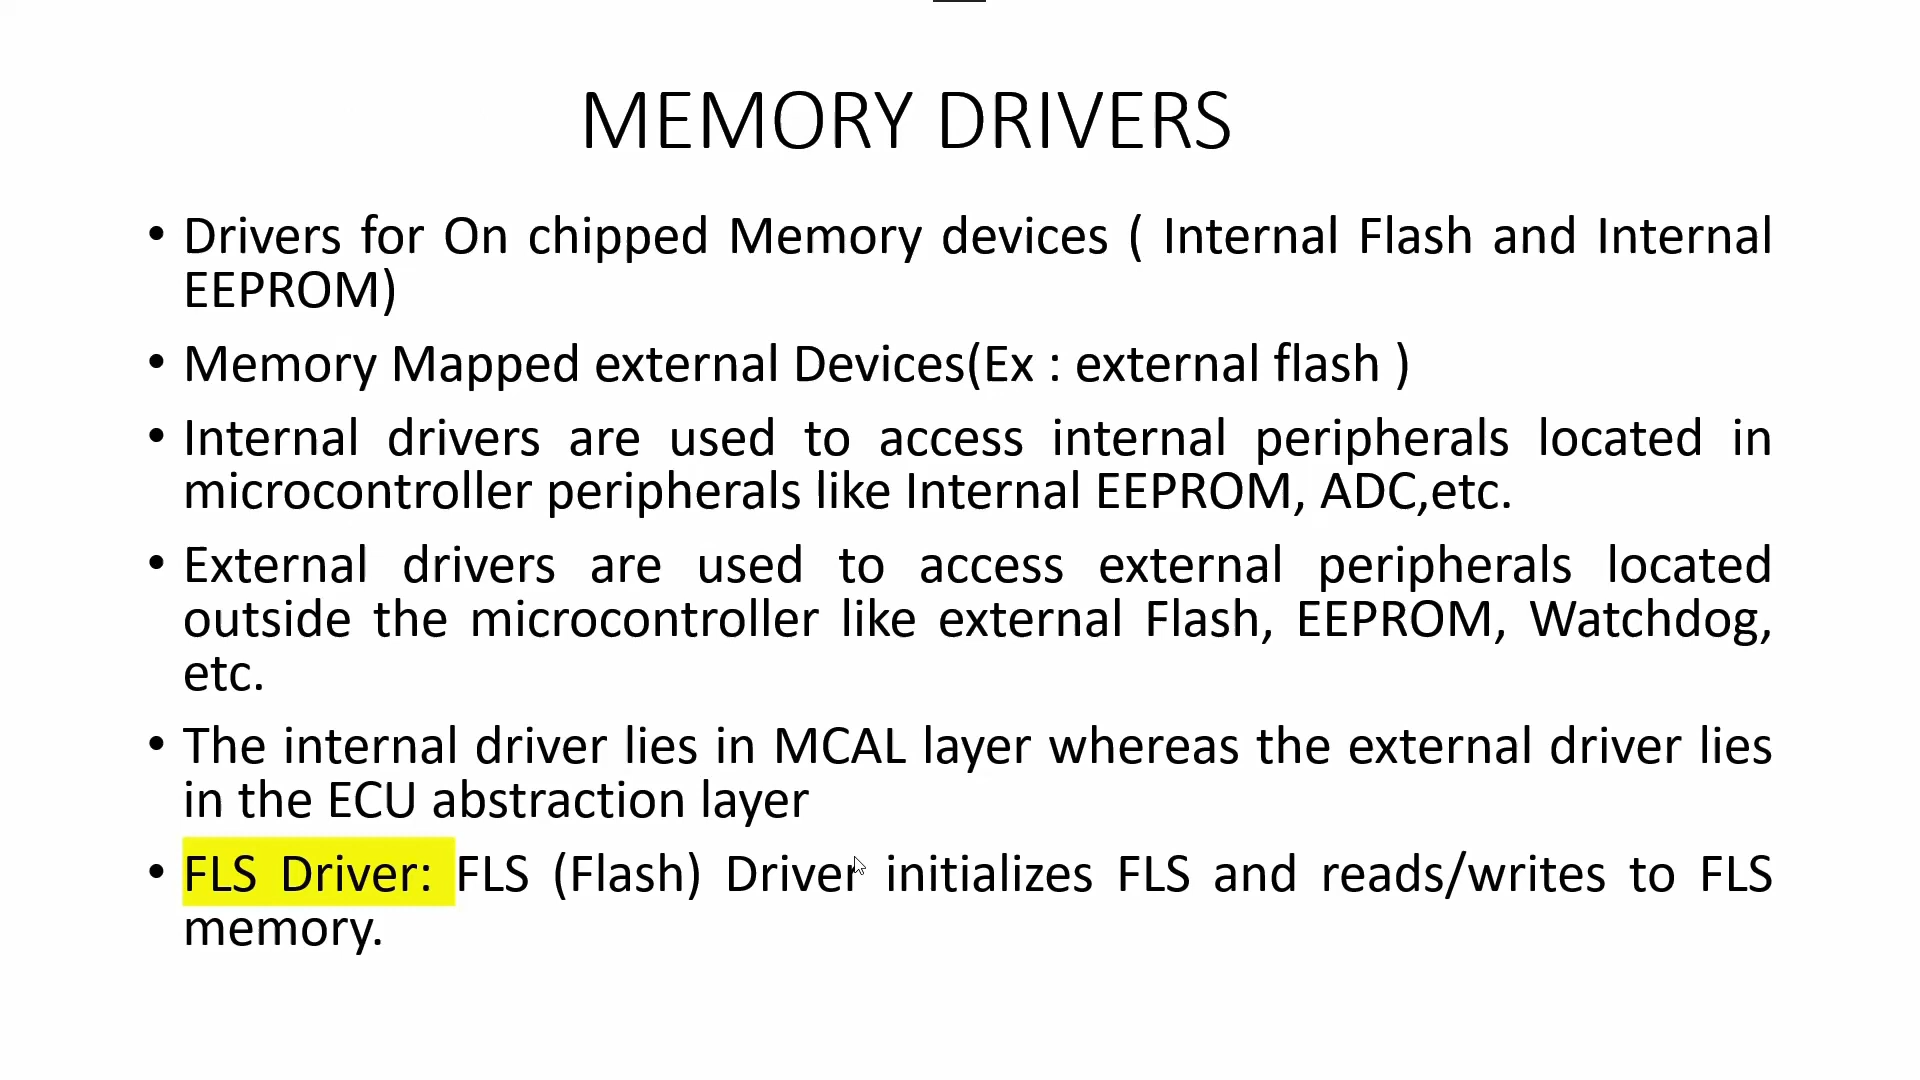 MEMORY DRIVERS
• Drivers for On chipped Memory devices ( Internal Flash and Internal
EEPROM)
• Memory Mapped external Devices(Ex : external flash )
• Internal drivers are used to access internal peripherals located in
microcontroller peripherals like Internal EEPROM, ADC,etc.
• External drivers are used to access external peripherals located
outside the microcontroller like external Flash, EEPROM, Watchdog,
etc.
• The internal driver lies in MCAL layer whereas the external driver lies
in the ECU abstraction layer
• FLS Driver: FLS (Flash) Driver initializes FLS and reads/writes to FLS
memory.